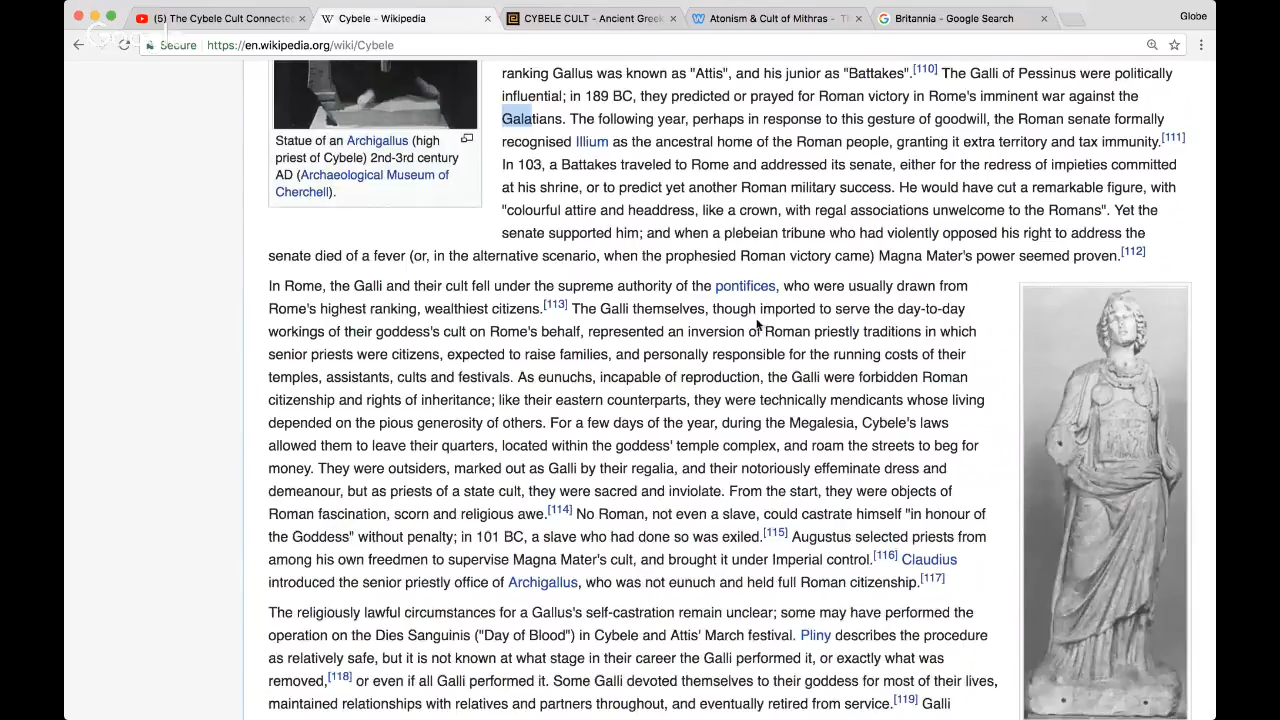 (5) The Cybele Cult Connected
Cybele - Wikipedia
CYBELE CULT - Ancient Greek
Atonism & Cult of Mithras - T
Britannia - Google Search
Globe
Secure
https://en.wikipedia.org/wiki/Cybele
ranking Gallus was known as "Attis", and his junior as "Battakes".[110] The Galli of Pessinus were politically
influential; in 189 BC, they predicted or prayed for Roman victory in Rome's imminent war against the
Galatians. The following year, perhaps in response to this gesture of goodwill, the Roman senate formally
recognised Illium as the ancestral home of the Roman people, granting it extra territory and tax immunity.[111]
In 103, a Battakes traveled to Rome and addressed its senate, either for the redress of impieties committed
at his shrine, or to predict yet another Roman military success. He would have cut a remarkable figure, with
"colourful attire and headdress, like a crown, with regal associations unwelcome to the Romans". Yet the
senate supported him; and when a plebeian tribune who had violently opposed his right to address the
senate died of a fever (or, in the alternative scenario, when the prophesied Roman victory came) Magna Mater's power seemed proven.[112]
Statue of an Archigallus (high
priest of Cybele) 2nd-3rd century
AD (Archaeological Museum of
Cherchell).
In Rome, the Galli and their cult fell under the supreme authority of the pontifices, who were usually drawn from
Rome's highest ranking, wealthiest citizens.[113] The Galli themselves, though imported to serve the day-to-day
workings of their goddess's cult on Rome's behalf, represented an inversion of Roman priestly traditions in which
senior priests were citizens, expected to raise families, and personally responsible for the running costs of their
temples, assistants, cults and festivals. As eunuchs, incapable of reproduction, the Galli were forbidden Roman
citizenship and rights of inheritance; like their eastern counterparts, they were technically mendicants whose living
depended on the pious generosity of others. For a few days of the year, during the Megalesia, Cybele's laws
allowed them to leave their quarters, located within the goddess' temple complex, and roam the streets to beg for
money. They were outsiders, marked out as Galli by their regalia, and their notoriously effeminate dress and
demeanour, but as priests of a state cult, they were sacred and inviolate. From the start, they were objects of
Roman fascination, scorn and religious awe.[114] No Roman, not even a slave, could castrate himself "in honour of
the Goddess" without penalty; in 101 BC, a slave who had done so was exiled.[115] Augustus selected priests from
among his own freedmen to supervise Magna Mater's cult, and brought it under Imperial control.[116] Claudius
introduced the senior priestly office of Archigallus, who was not eunuch and held full Roman citizenship.[117]
The religiously lawful circumstances for a Gallus's self-castration remain unclear; some may have performed the
operation on the Dies Sanguinis ("Day of Blood") in Cybele and Attis' March festival. Pliny describes the procedure
as relatively safe, but it is not known at what stage in their career the Galli performed it, or exactly what was
removed,[118] or even if all Galli performed it. Some Galli devoted themselves to their goddess for most of their lives,
maintained relationships with relatives and partners throughout, and eventually retired from service.[119] Galli